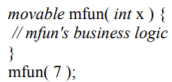 movable mfun( int x ) {
// mfun's business logic
}
mfun( 7 );